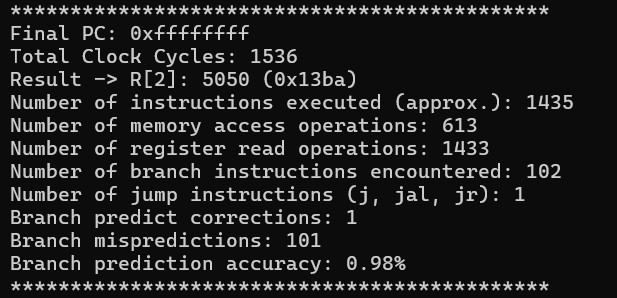 *********************************************
Final PC: 0xffffffff
Total Clock Cycles: 1536
Result -> R[2]: 5050 (0x13ba)
Number of instructions executed (approx.): 1435
Number of memory access operations: 613
Number of register read operations: 1433
Number of branch instructions encountered: 102
Number of jump instructions (j, jal, jr): 1
Branch predict corrections: 1
Branch mispredictions: 101
Branch prediction accuracy: 0.98%
*********************************************